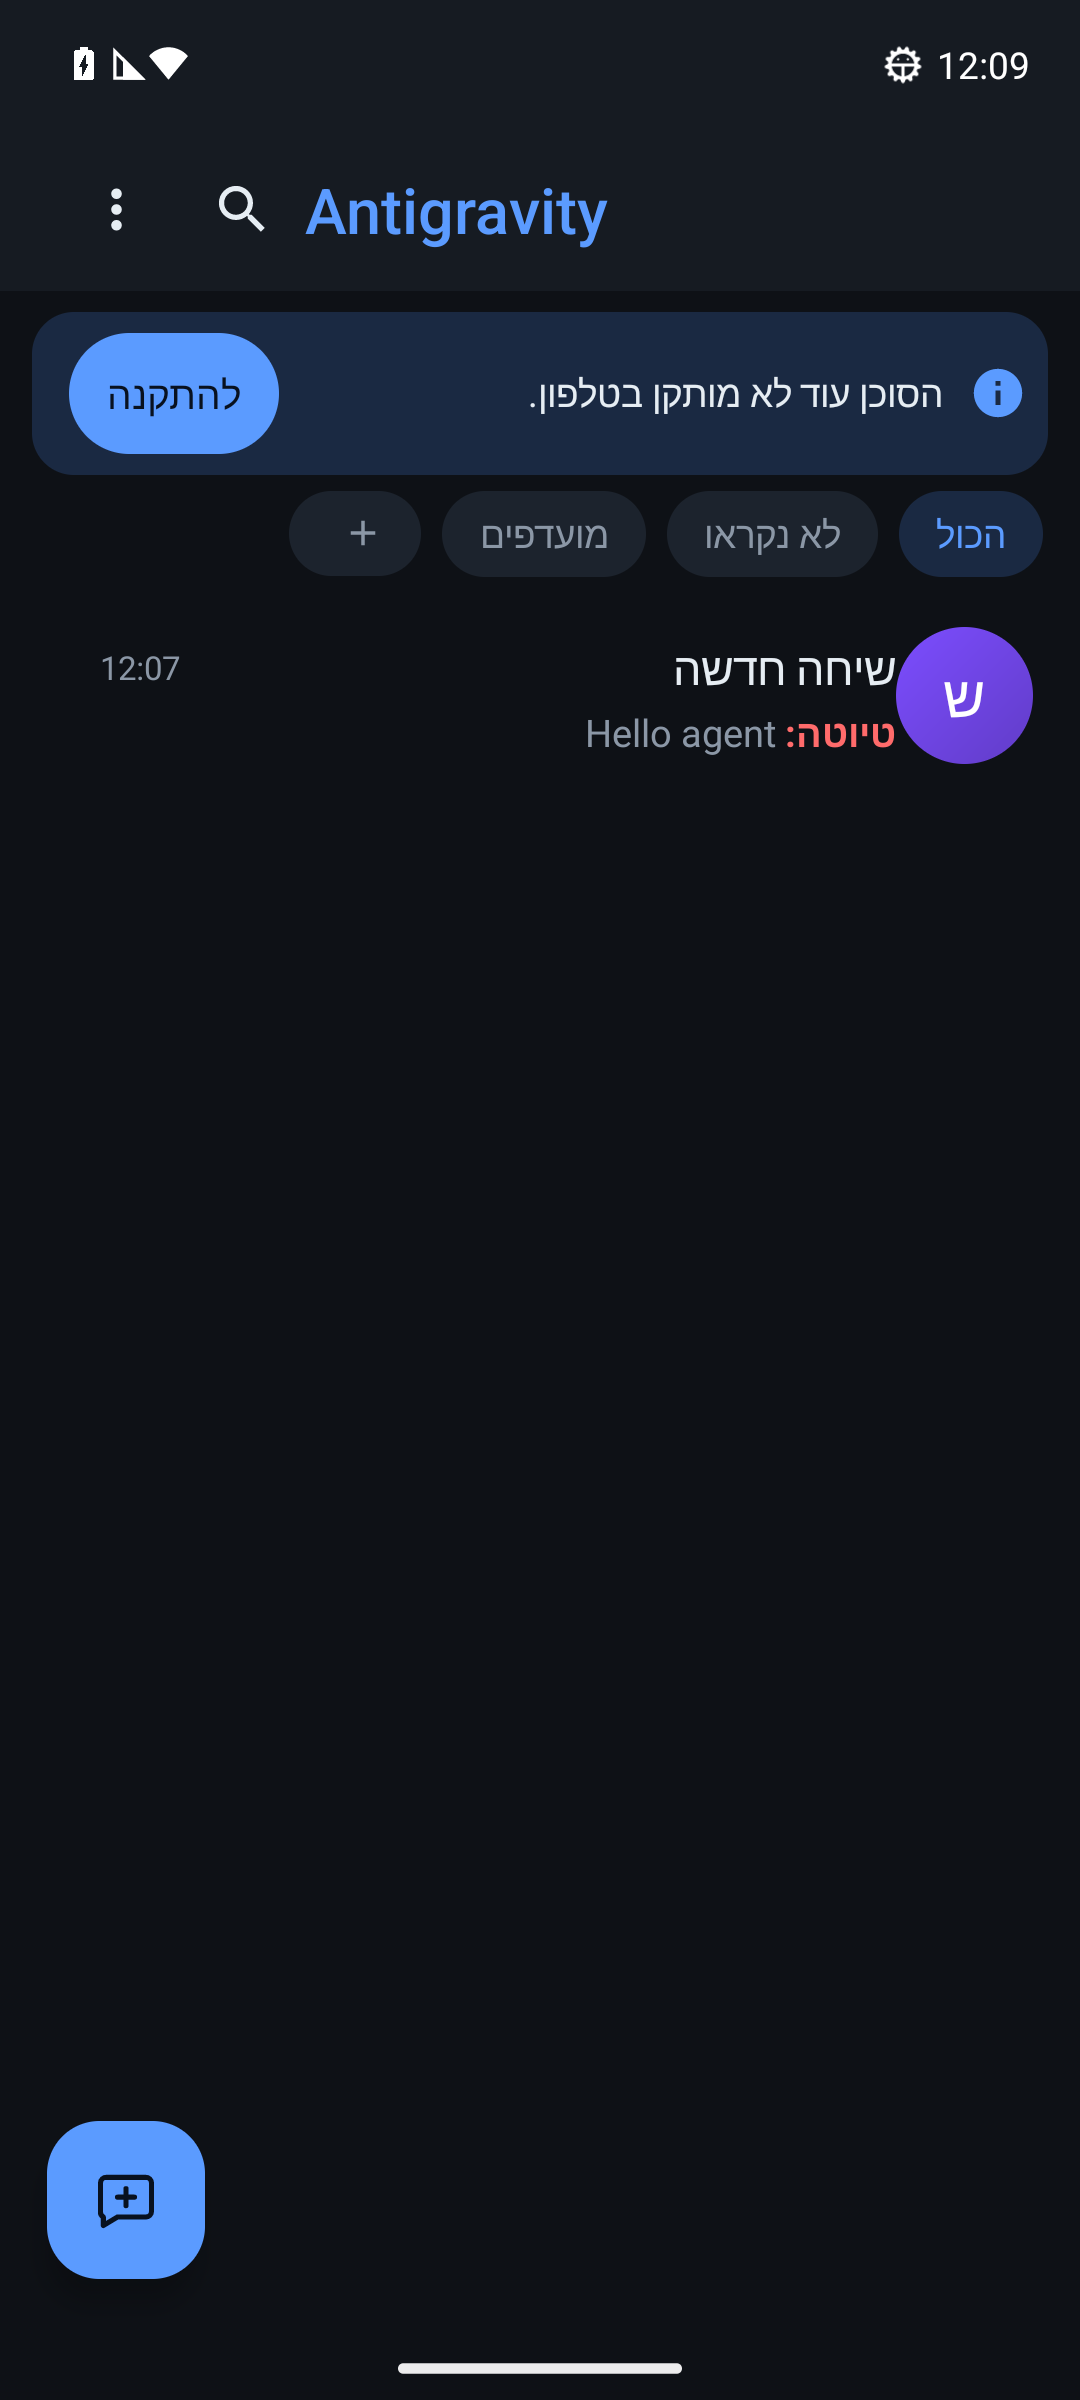 12:09
Antigravity
הסוכן עוד לא מותקן בטלפון.
להתקנה
הכול
לא נקראו
מועדפים
+
ש
שיחה חדשה
12:07
טיוטה: Hello agent